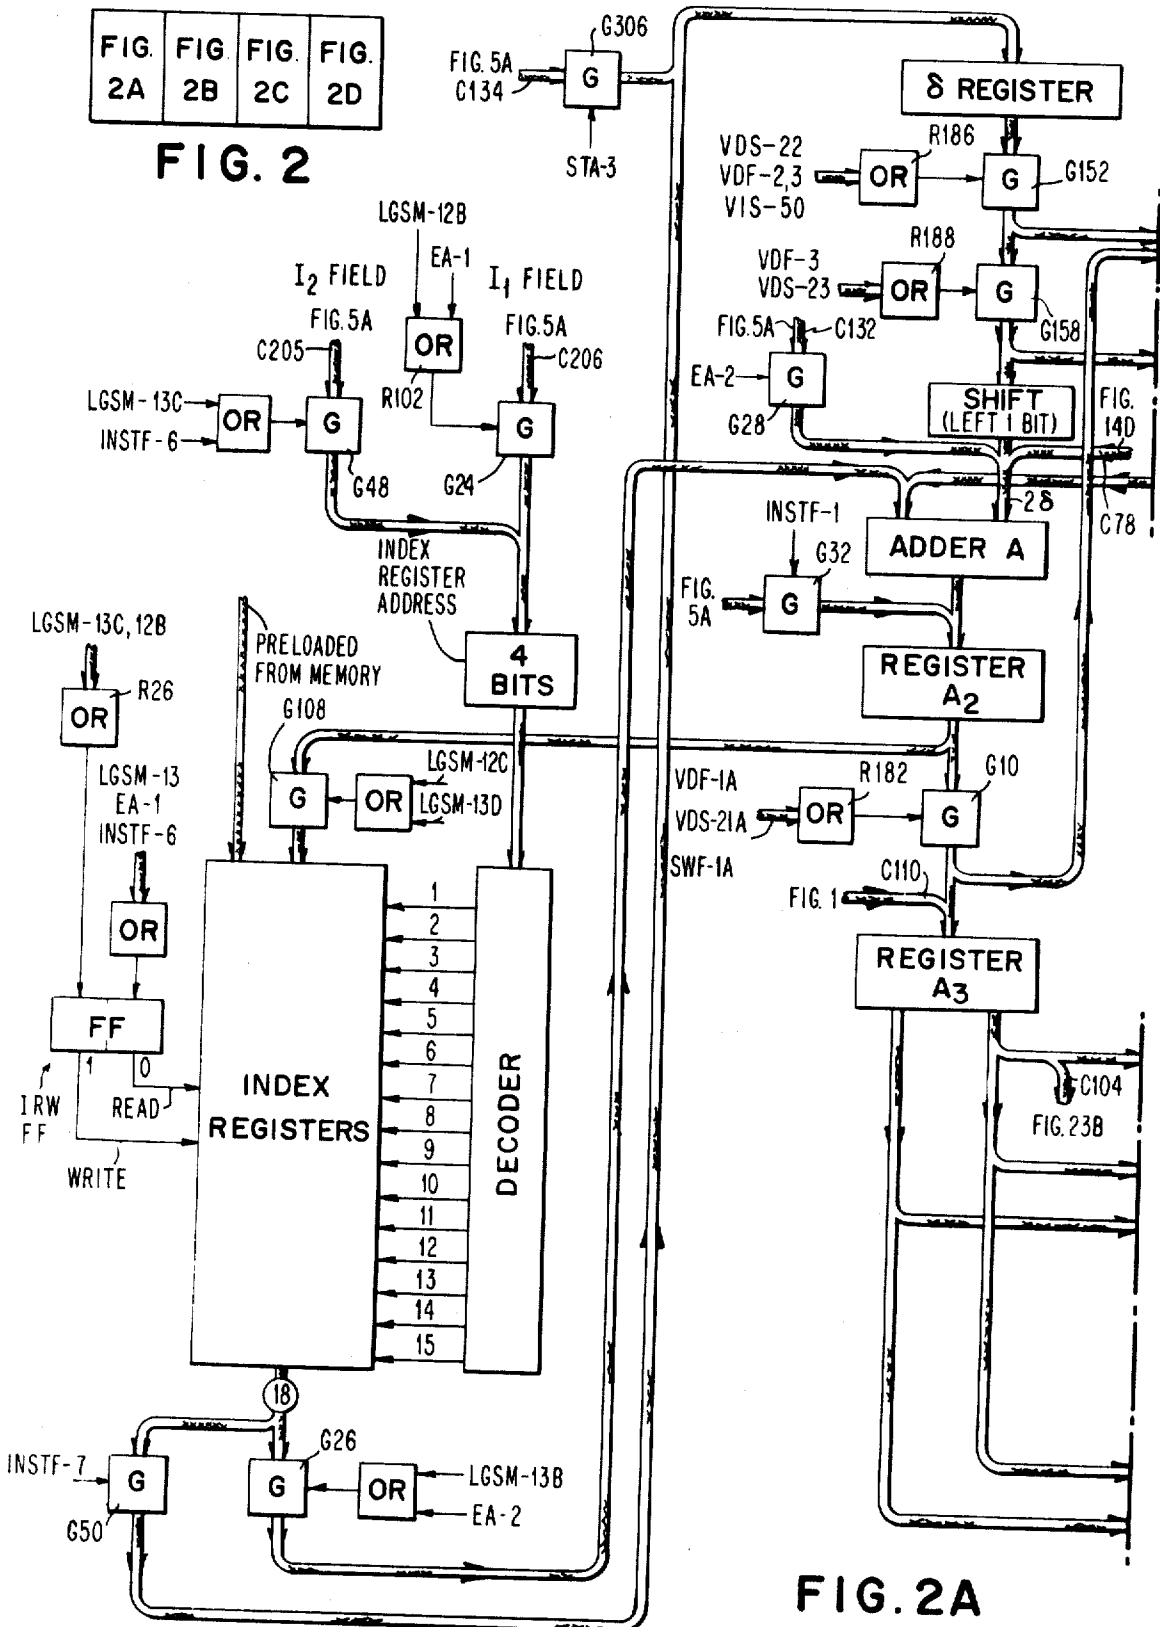 FIG. 2A
FIG. 2B
FIG. 2C
FIG. 2D
FIG. 2
G306
FIG. 5A
C134
G
STA-3
δ REGISTER
VDS-22
VDF-2,3
VIS-50
R186
OR
G
G152
LGSM-12B
EA-1
I2 FIELD
FIG. 5A
C205
OR
R102
I1 FIELD
FIG. 5A
C206
VDF-3
VDS-23
R188
OR
G
G158
FIG. 5A
C132
EA-2
G
G28
SHIFT
(LEFT 1 BIT)
FIG.
14D
LGSM-13C
INSTF-6
OR
G
G48
G
G24
2δ
C78
ADDER A
INSTF-1
G32
FIG.
5A
G
INDEX
REGISTER
ADDRESS
4
BITS
REGISTER
A2
LGSM-13C, 12B
R26
OR
PRELOADED
FROM MEMORY
G108
G
OR
LGSM-12C
LGSM-13D
VDF-1A
VDS-21A
SWF-1A
R182
OR
G
G10
LGSM-13
EA-1
INSTF-6
OR
FIG. 1
C110
REGISTER
A3
FF
1
0
IRW
FF
READ
WRITE
INDEX
REGISTERS
1
2
3
4
5
6
7
8
9
10
11
12
13
14
15
DECODER
C104
FIG. 23B
18
INSTF-7
G
G50
G26
G
OR
LGSM-13B
EA-2
FIG. 2A